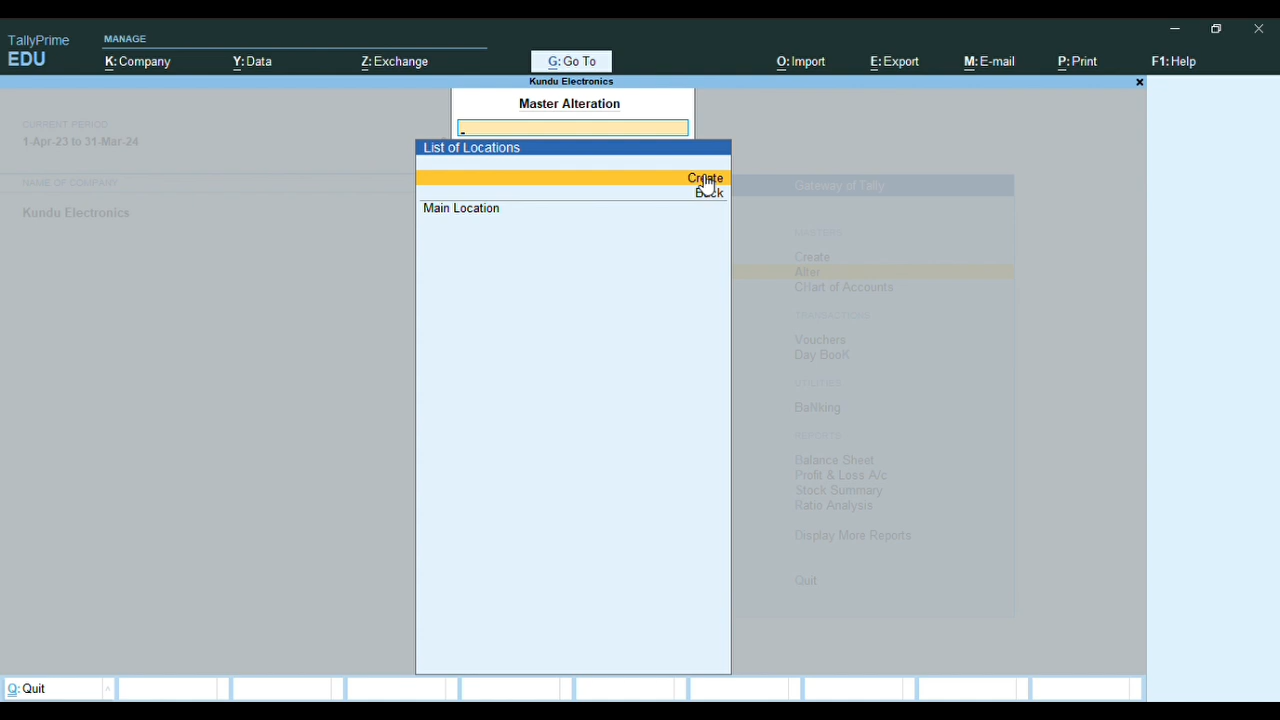 TallyPrime
EDU
MANAGE
K: Company
Y: Data
Z: Exchange
G: Go To
O: Import
E: Export
M: E-mail
P: Print
F1: Help
Kundu Electronics
Master Alteration
List of Locations
Create
Back
Main Location
CURRENT PERIOD
1-Apr-23 to 31-Mar-24
NAME OF COMPANY
Kundu Electronics
Gateway of Tally
MASTERS
Create
Alter
CHart of Accounts
TRANSACTIONS
Vouchers
Day BooK
UTILITIES
BaNking
REPORTS
Balance Sheet
Profit & Loss A/c
Stock Summary
Ratio Analysis
Display More Reports
Quit
Q: Quit